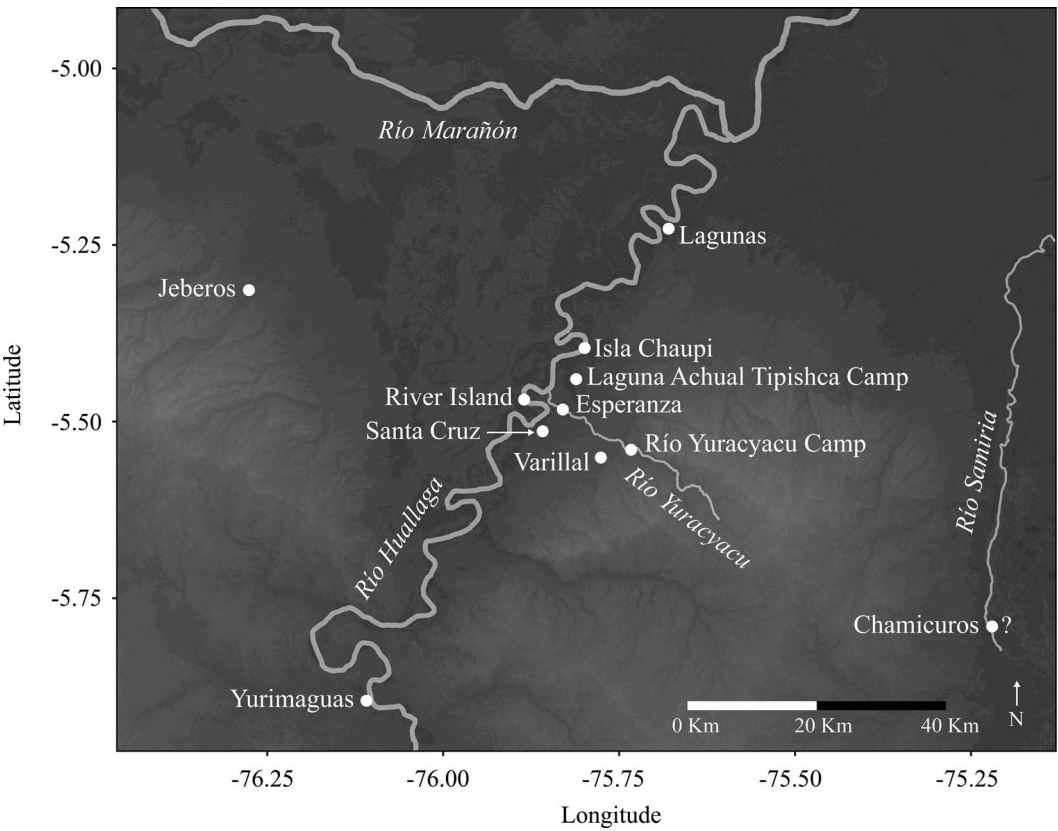 -5.00
Río Marañón
-5.25
Lagunas
Jeberos
Isla Chaupi
Laguna Achual Tipishca Camp
River Island
Esperanza
-5.50
Santa Cruz
Río Yuracyacu Camp
Varillal
Río Yuracyacu
Río Samiria
Río Huallaga
Latitude
-5.75
Chamicuros
?
Yurimaguas
0 Km
20 Km
40 Km
N
-76.25
-76.00
-75.75
-75.50
-75.25
Longitude